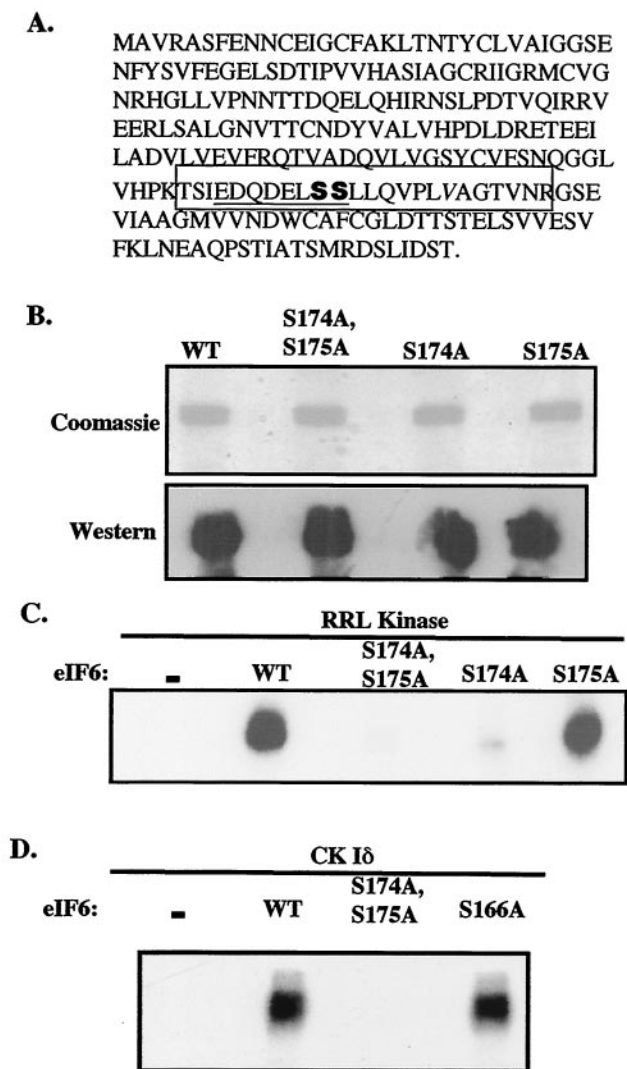 A.
MAVRASFENNCEIGCFAKLTNTYCLVAIGGSE
NFYSVFEGELSDTIPVVHASIAGCRIIGRMCVG
NRHGLLVPNNTTDQELQHIRNSLPDTVQIRRV
EERLSALGNVTTCNDYVALVHPDLDRETEEI
LADVLVEVFRQTVADQVLVGSYCVFSNQGGL
VHPKTSIEDQDELSSLLQVPLVAGTVNRGSE
VIAAGMVVNDWCAFCGLDTTSTELSVVESV
FKLNEAQPSTIATSMRDSLIDST.
B.
WT S174A, S175A S174A S175A
Coomassie
Western
C.
RRL Kinase
eIF6: - WT S174A, S175A S174A S175A
D.
CK Iδ
eIF6: - WT S174A, S175A S166A